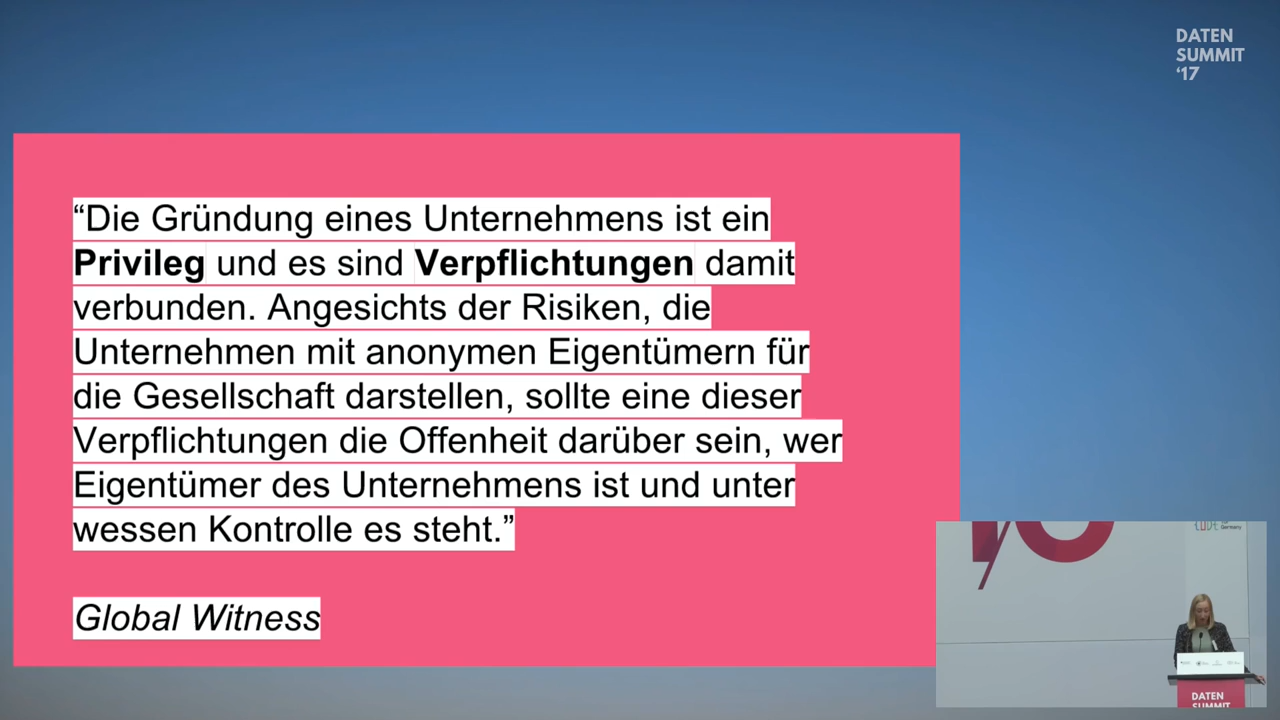 DATEN
SUMMIT
‘17
“Die Gründung eines Unternehmens ist ein
Privileg und es sind Verpflichtungen damit
verbunden. Angesichts der Risiken, die
Unternehmen mit anonymen Eigentümern für
die Gesellschaft darstellen, sollte eine dieser
Verpflichtungen die Offenheit darüber sein, wer
Eigentümer des Unternehmens ist und unter
wessen Kontrolle es steht.”
Global Witness
Germany
DATEN
SUMMIT